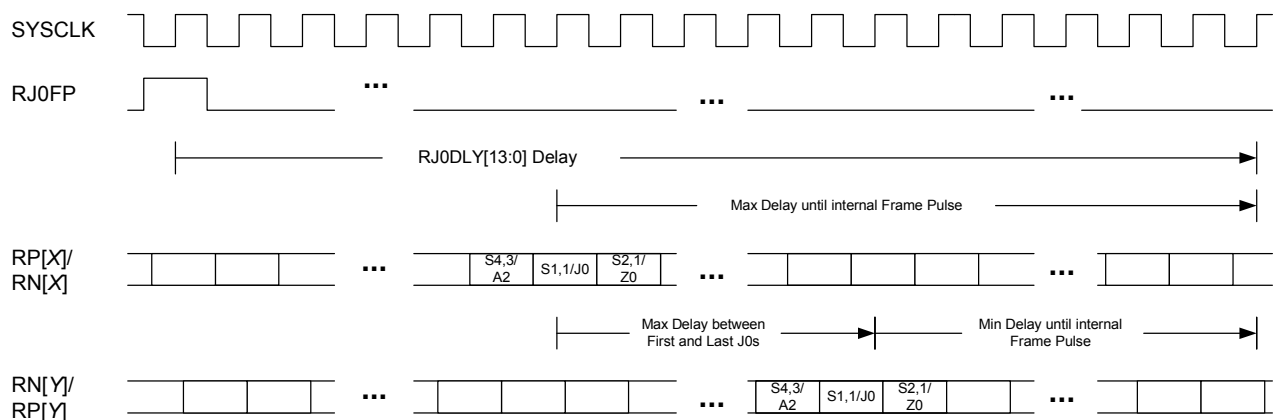 SYSCLK
RJ0FP
... ... ...
RJ0DLY[13:0] Delay
Max Delay until internal Frame Pulse
RP[X]/
RN[X]
... S4,3/
A2 S1,1/J0 S2,1/
Z0 ... ...
Max Delay between
First and Last J0s
Min Delay until internal
Frame Pulse
RN[Y]/
RP[Y]
... ... S4,3/
A2 S1,1/J0 S2,1/
Z0 ...